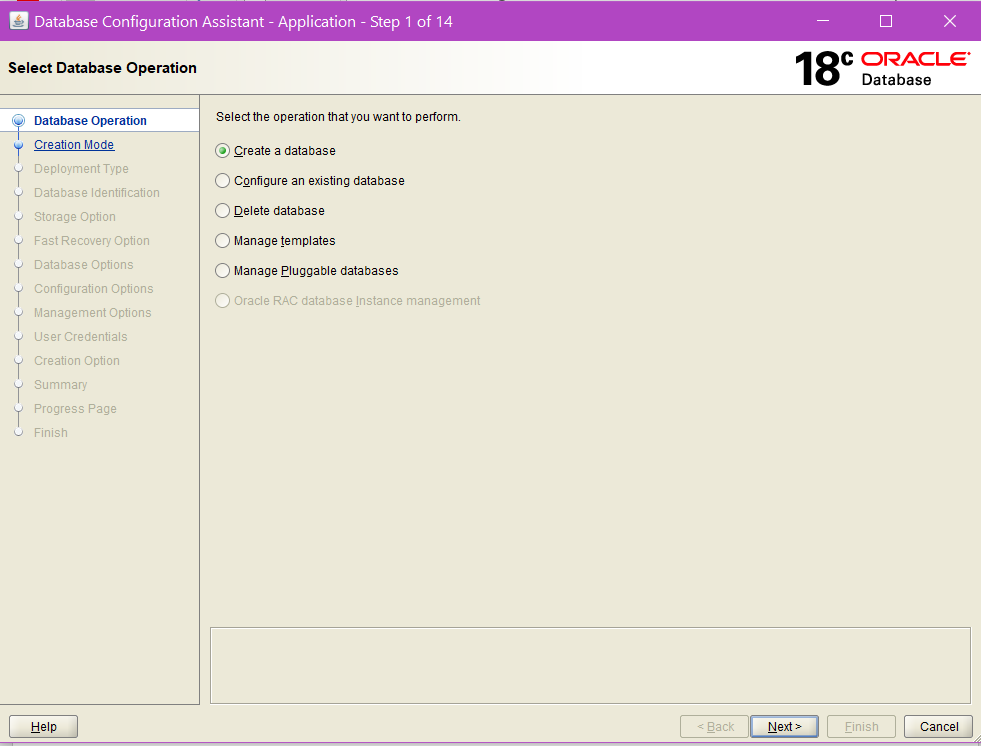 Database Configuration Assistant - Application - Step 1 of 14
Select Database Operation
18c ORACLE
Database
Database Operation
Creation Mode
Deployment Type
Database Identification
Storage Option
Fast Recovery Option
Database Options
Configuration Options
Management Options
User Credentials
Creation Option
Summary
Progress Page
Finish
Select the operation that you want to perform.
Create a database
Configure an existing database
Delete database
Manage templates
Manage Pluggable databases
Oracle RAC database Instance management
Help
< Back
Next >
Finish
Cancel